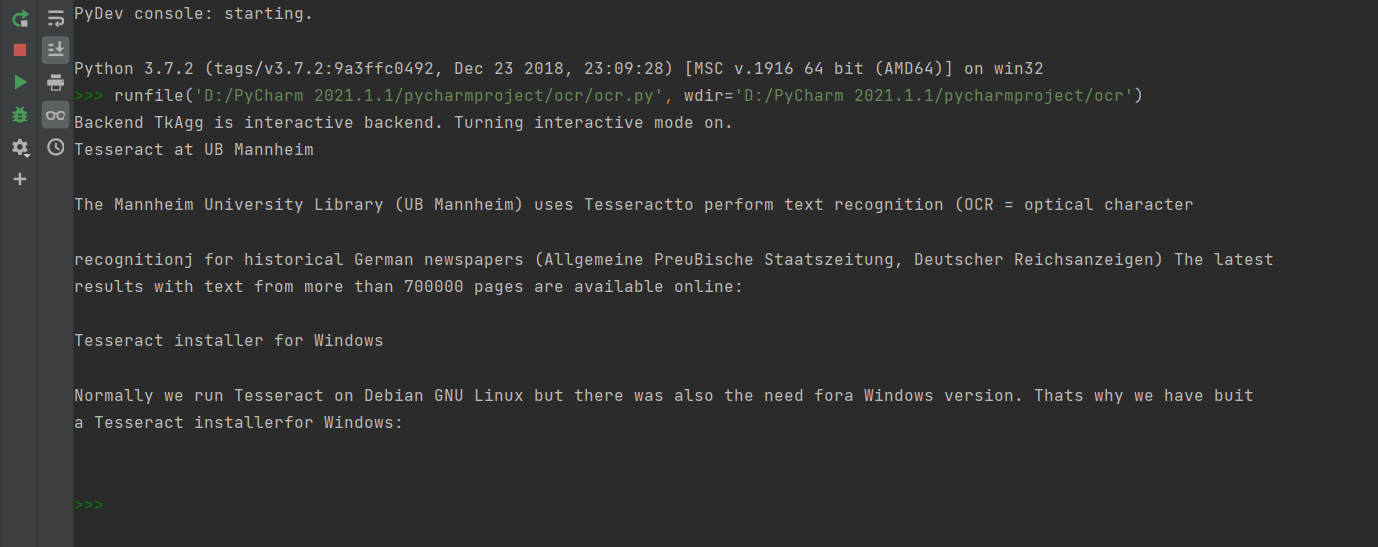 PyDev console: starting.
Python 3.7.2 (tags/v3.7.2:9a3ffc0492, Dec 23 2018, 23:09:28) [MSC v.1916 64 bit (AMD64)] on win32
>>> runfile('D:/PyCharm 2021.1.1/pycharmproject/ocr/ocr.py', wdir='D:/PyCharm 2021.1.1/pycharmproject/ocr')
Backend TkAgg is interactive backend. Turning interactive mode on.
Tesseract at UB Mannheim
The Mannheim University Library (UB Mannheim) uses Tesseractto perform text recognition (OCR = optical character
recognitionj for historical German newspapers (Allgemeine PreuBische Staatszeitung, Deutscher Reichsanzeigen) The latest
results with text from more than 700000 pages are available online:
Tesseract installer for Windows
Normally we run Tesseract on Debian GNU Linux but there was also the need fora Windows version. Thats why we have buit
a Tesseract installerfor Windows:
>>>